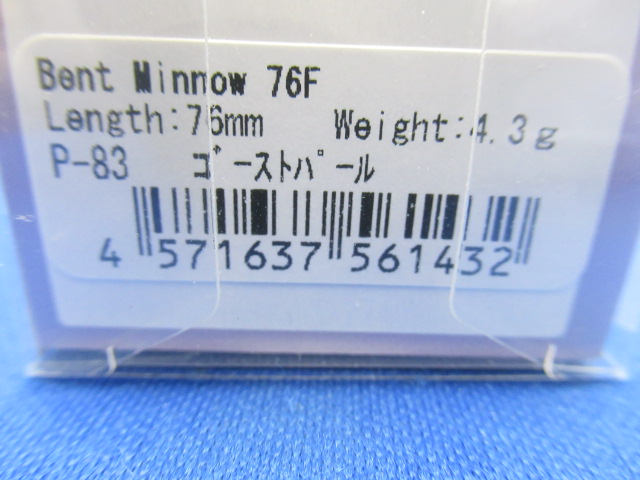 Bent Minnow 76F
Length:76mm Weight:4.3g
P-83 ｺﾞｰｽﾄﾊﾟｰﾙ
4 571637 561432